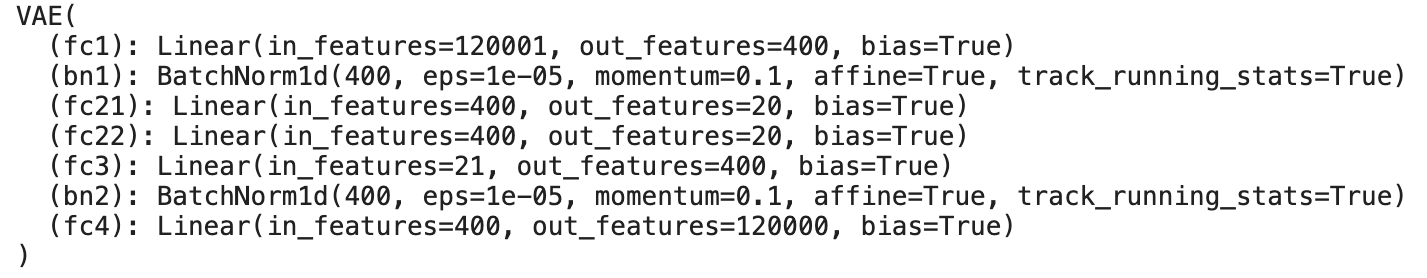 VAE(
  (fc1): Linear(in_features=120001, out_features=400, bias=True)
  (bn1): BatchNorm1d(400, eps=1e-05, momentum=0.1, affine=True, track_running_stats=True)
  (fc21): Linear(in_features=400, out_features=20, bias=True)
  (fc22): Linear(in_features=400, out_features=20, bias=True)
  (fc3): Linear(in_features=21, out_features=400, bias=True)
  (bn2): BatchNorm1d(400, eps=1e-05, momentum=0.1, affine=True, track_running_stats=True)
  (fc4): Linear(in_features=400, out_features=120000, bias=True)
)